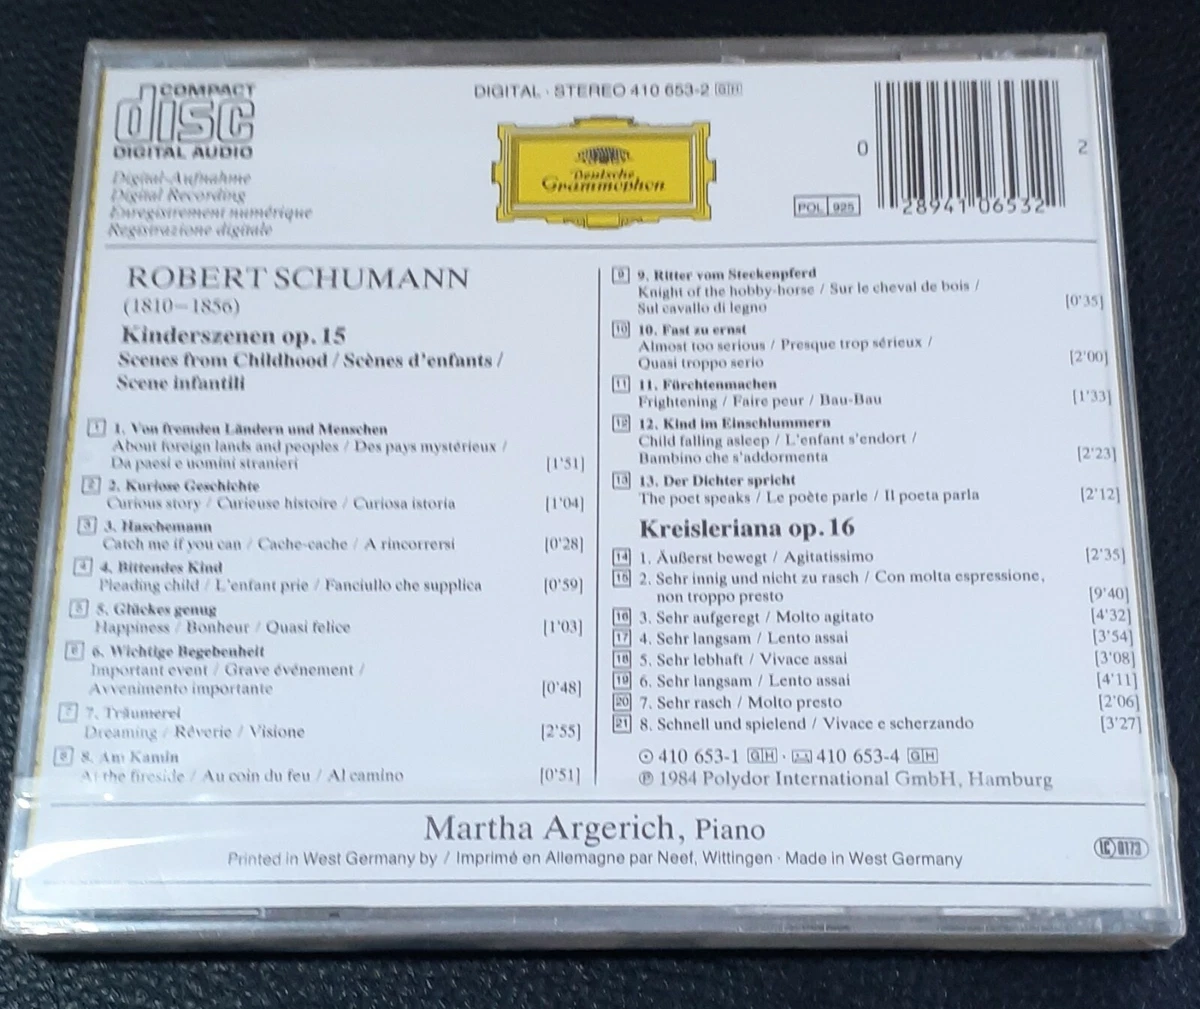 COMPACT
disc
DIGITAL AUDIO
Digital-Aufnahme
Digital Recording
Enregistrement numérique
Registrazione digitale
DIGITAL · STEREO 410 653-2 GH
Deutsche
Grammophon
POL 925
0 28941 06532 2
ROBERT SCHUMANN
(1810–1856)
Kinderszenen op. 15
Scenes from Childhood / Scènes d'enfants /
Scene infantili
1 1. Von fremden Ländern und Menschen
About foreign lands and peoples / Des pays mystérieux /
Da paesi e uomini stranieri [1'51]
2 2. Kuriose Geschichte
Curious story / Curieuse histoire / Curiosa istoria [1'04]
3 3. Haschemann
Catch me if you can / Cache-cache / A rincorrersi [0'28]
4 4. Bittendes Kind
Pleading child / L'enfant prie / Fanciullo che supplica [0'59]
5 5. Glückes genug
Happiness / Bonheur / Quasi felice [1'03]
6 6. Wichtige Begebenheit
Important event / Grave événement /
Avvenimento importante [0'48]
7 7. Träumerei
Dreaming / Rêverie / Visione [2'55]
8 8. Am Kamin
At the fireside / Au coin du feu / Al camino [0'51]
9 9. Ritter vom Steckenpferd
Knight of the hobby-horse / Sur le cheval de bois /
Sul cavallo di legno [0'35]
10 10. Fast zu ernst
Almost too serious / Presque trop sérieux /
Quasi troppo serio [2'00]
11 11. Fürchtenmachen
Frightening / Faire peur / Bau-Bau [1'33]
12 12. Kind im Einschlummern
Child falling asleep / L'enfant s'endort /
Bambino che s'addormenta [2'23]
13 13. Der Dichter spricht
The poet speaks / Le poète parle / Il poeta parla [2'12]
Kreisleriana op. 16
14 1. Äußerst bewegt / Agitatissimo [2'35]
15 2. Sehr innig und nicht zu rasch / Con molta espressione,
non troppo presto [9'40]
16 3. Sehr aufgeregt / Molto agitato [4'32]
17 4. Sehr langsam / Lento assai [3'54]
18 5. Sehr lebhaft / Vivace assai [3'08]
19 6. Sehr langsam / Lento assai [4'11]
20 7. Sehr rasch / Molto presto [2'06]
21 8. Schnell und spielend / Vivace e scherzando [3'27]
410 653-1 GH · 410 653-4 GH
℗ 1984 Polydor International GmbH, Hamburg
Martha Argerich, Piano
Printed in West Germany by / Imprimé en Allemagne par Neef, Wittingen · Made in West Germany
IC 0173